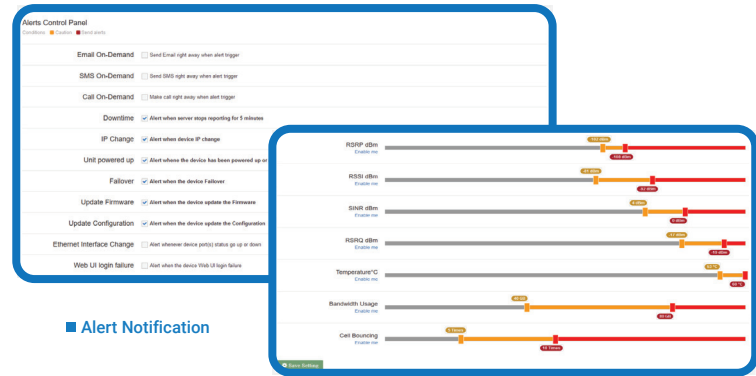 Alerts Control Panel
Conditions Caution Send alerts
Email On-Demand Send Email right away when alert trigger
SMS On-Demand Send SMS right away when alert trigger
Call On-Demand Make call right away when alert trigger
Downtime Alert when server stops reporting for 5 minutes
IP Change Alert when device IP change
Unit powered up Alert whene the device has been powered up or
Failover Alert when the device Failover
Update Firmware Alert when the device update the Firmware
Update Configuration Alert when the device update the Configuration
Ethernet Interface Change Alert whenever device port(s) status go up or down
Web UI login failure Alert when the device Web UI login failure
RSRP dBm
Enable me
RSSI dBm
Enable me
SINR dBm
Enable me
RSRQ dBm
Enable me
Temperature°C
Enable me
Bandwidth Usage
Enable me
Cell Bouncing
Enable me
5 Times
10 Times
Save Setting
Alert Notification